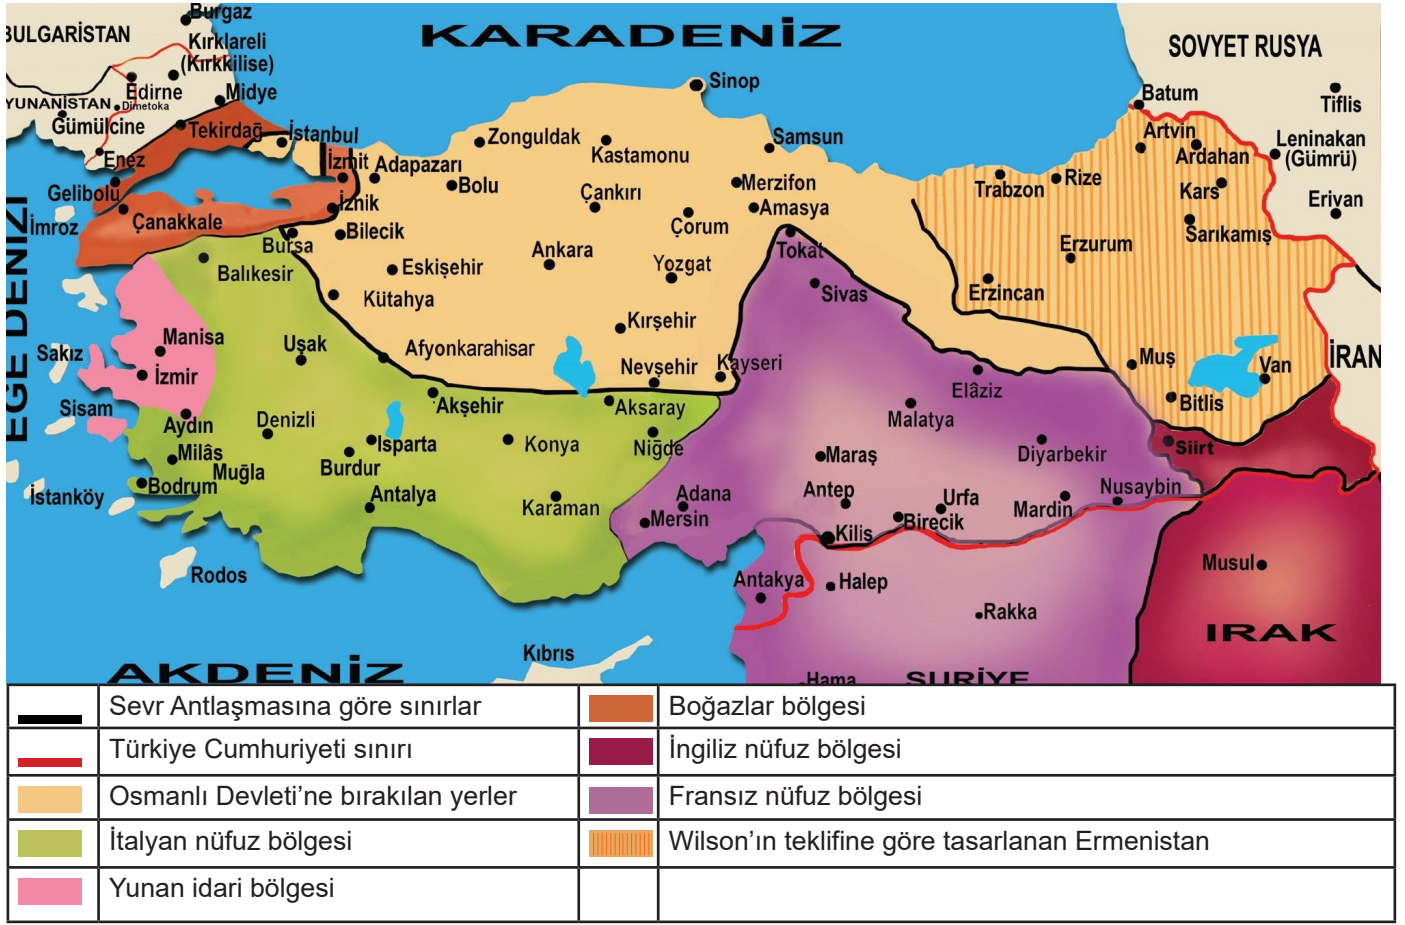 KARADENİZ
SOVYET RUSYA
BULGARİSTAN
Burgaz
Kırklareli
(Kırkkilise)
Edirne
Midye
YUNANİSTAN
Dimetoka
Gümülcine
Tekirdağ
İstanbul
Enez
Gelibolu
İmroz
Çanakkale
İzmit
Adapazarı
İznik
Bursa
Bilecik
Zonguldak
Bolu
Kastamonu
Sinop
Çankırı
Samsun
Merzifon
Amasya
Çorum
Tokat
Ankara
Yozgat
Eskişehir
Kütahya
Kırşehir
Sivas
Batum
Artvin
Ardahan
Trabzon
Rize
Kars
Sarıkamış
Erzurum
Erzincan
Tiflis
Leninakan
(Gümrü)
Erivan
EGE DENİZİ
Balıkesir
Manisa
İzmir
Sakız
Sisam
Uşak
Afyonkarahisar
Nevşehir
Kayseri
Elâziz
Muş
Van
Bitlis
Siirt
İRAN
Aydın
Denizli
Akşehir
Aksaray
Malatya
Milâs
Muğla
Bodrum
Isparta
Burdur
Konya
Niğde
Maraş
Diyarbekir
İstanköy
Antalya
Karaman
Adana
Mersin
Antep
Urfa
Birecik
Mardin
Nusaybin
Kilis
Rodos
Antakya
Halep
Rakka
Musul
IRAK
Kıbrıs
AKDENİZ
Hama
SURİYE
Sevr Antlaşmasına göre sınırlar
Boğazlar bölgesi
Türkiye Cumhuriyeti sınırı
İngiliz nüfuz bölgesi
Osmanlı Devleti’ne bırakılan yerler
Fransız nüfuz bölgesi
İtalyan nüfuz bölgesi
Wilson’ın teklifine göre tasarlanan Ermenistan
Yunan idari bölgesi